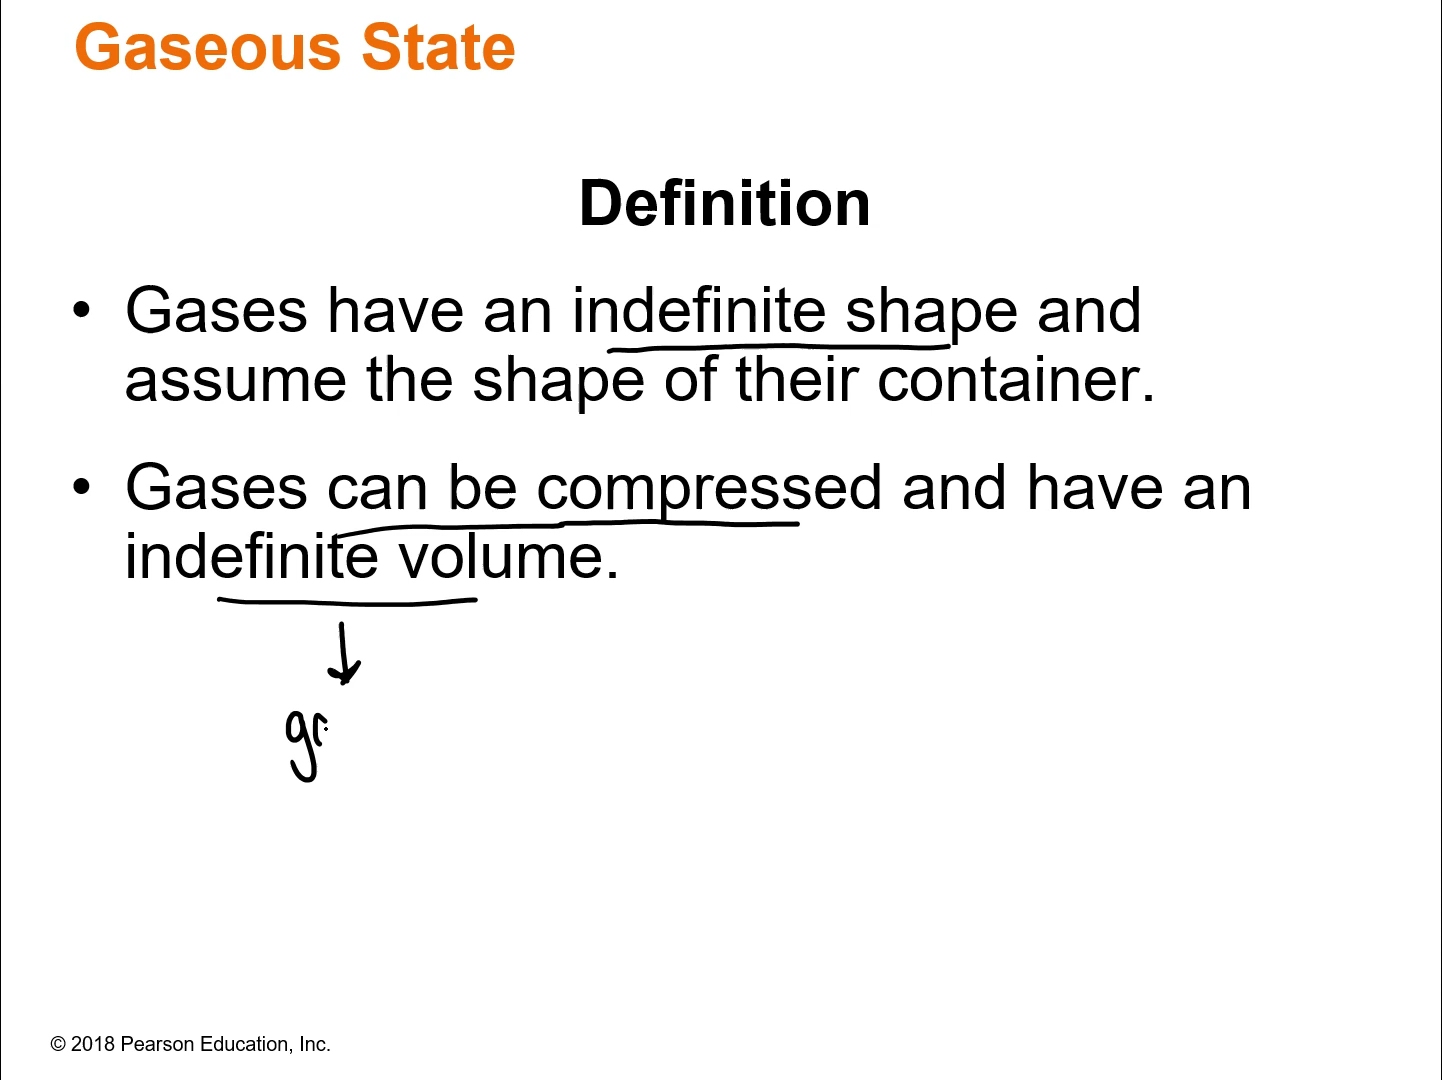 Gaseous State
Definition
• Gases have an indefinite shape and
assume the shape of their container.
• Gases can be compressed and have an
indefinite volume.
© 2018 Pearson Education, Inc.